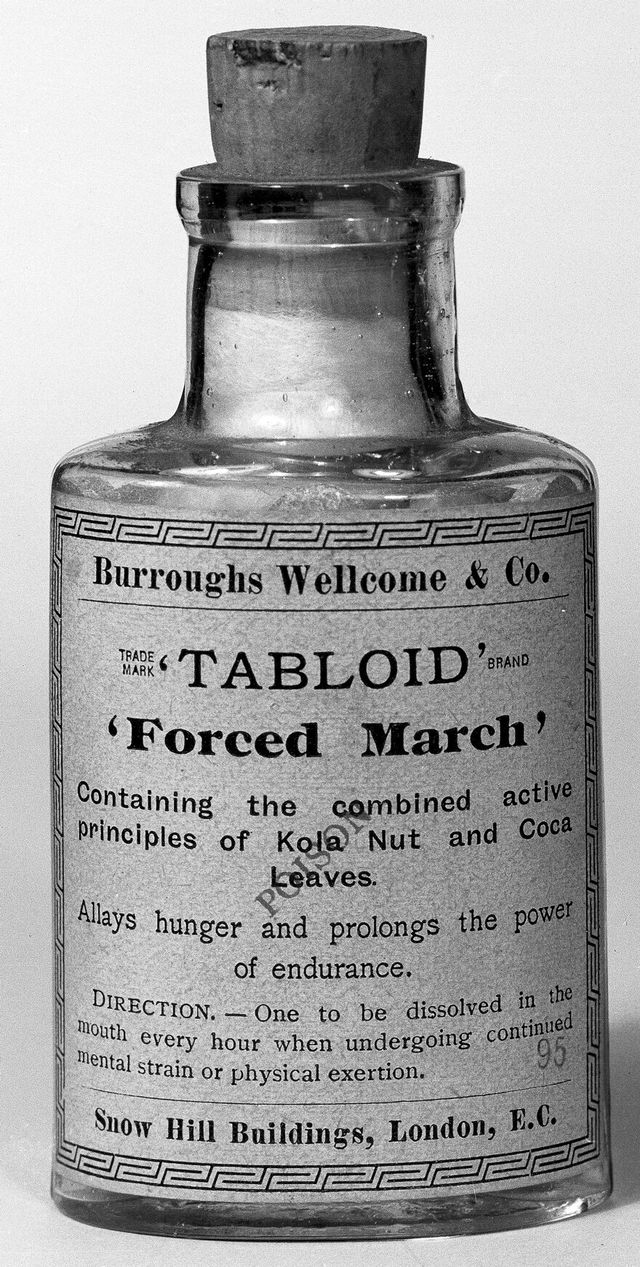 Burroughs Wellcome & Co.
TRADE MARK ‘TABLOID’ BRAND
‘Forced March’
Containing the combined active
principles of Kola Nut and Coca
Leaves.
POISON
Allays hunger and prolongs the power
of endurance.
DIRECTION. — One to be dissolved in the
mouth every hour when undergoing continued
mental strain or physical exertion.
95
Snow Hill Buildings, London, E.C.